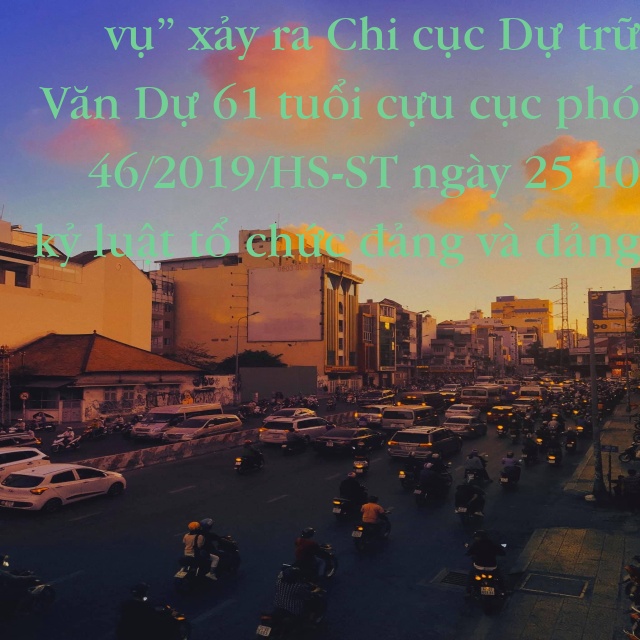 vụ” xảy ra Chi cục Dự trữ
Văn Dự 61 tuổi cựu cục phó
46/2019/HS-ST ngày 25 10
kỷ luật tổ chức đảng và đảng